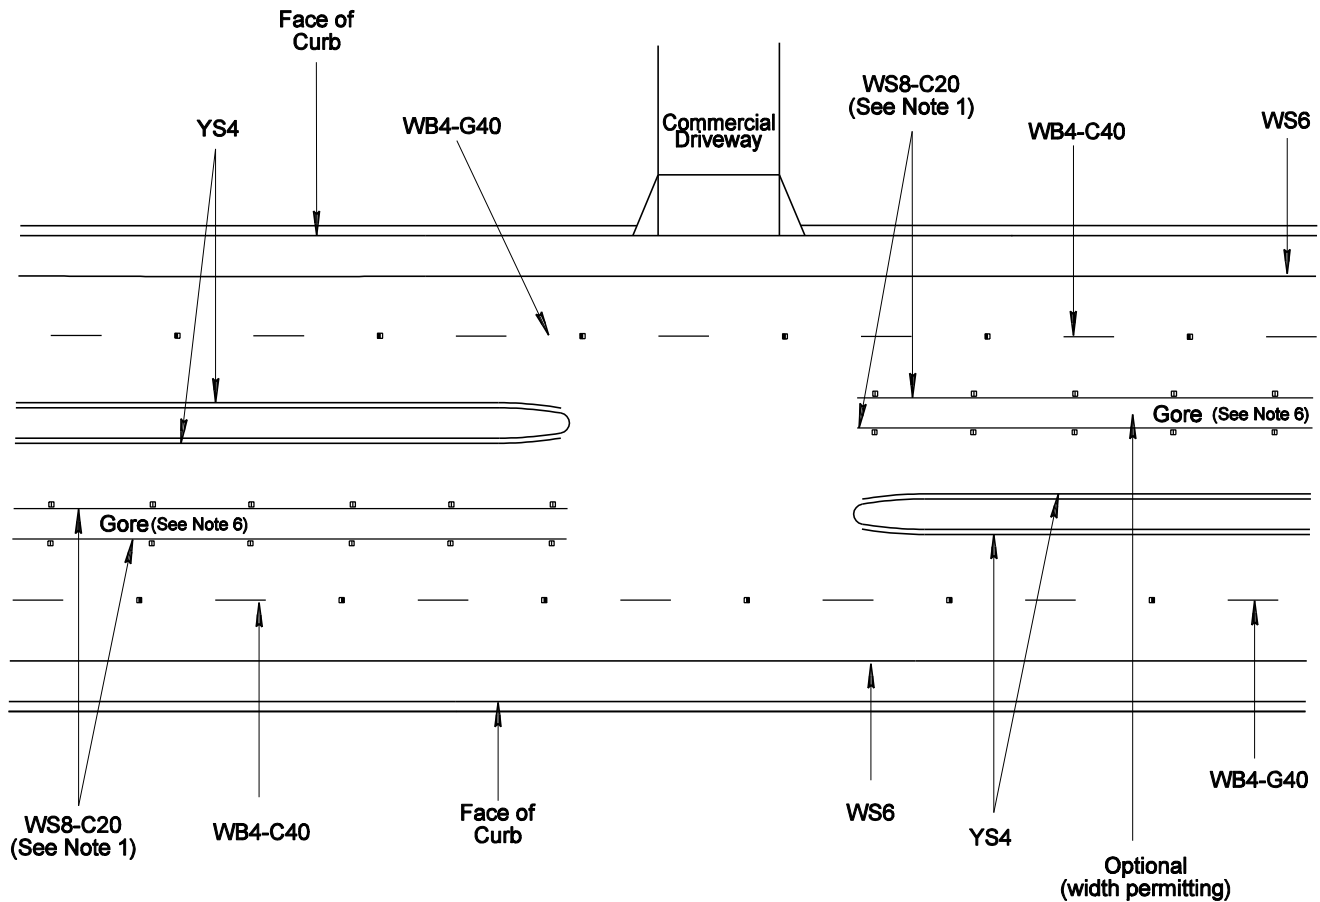 Face of
Curb
WS8-C20
(See Note 1)
YS4
WB4-G40
Commercial
Driveway
WB4-C40
WS6
Gore (See Note 6)
Gore (See Note 6)
WB4-G40
WS8-C20
(See Note 1)
WB4-C40
Face of
Curb
WS6
YS4
Optional
(width permitting)